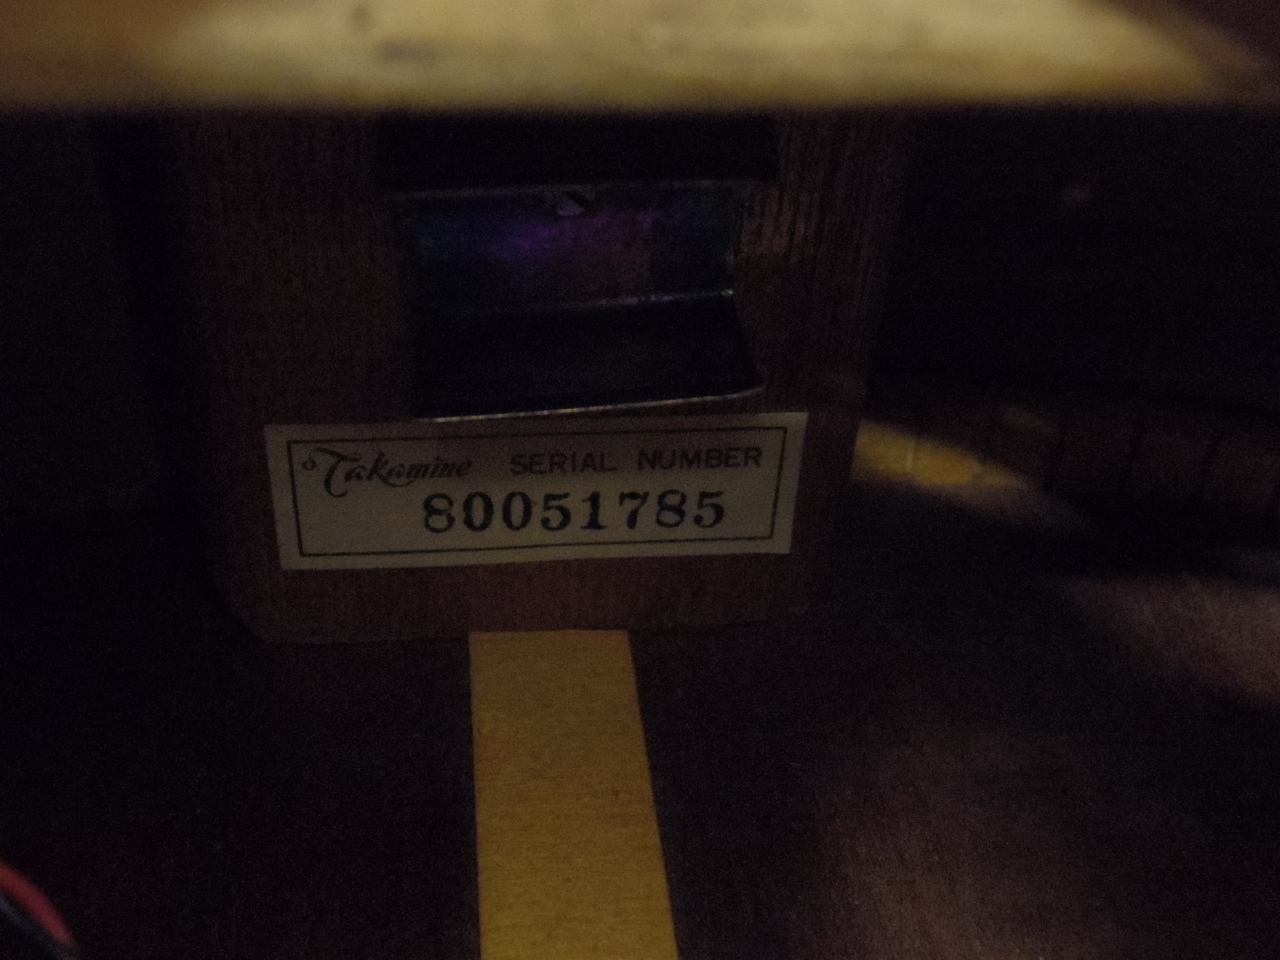 Takamine SERIAL NUMBER
80051785